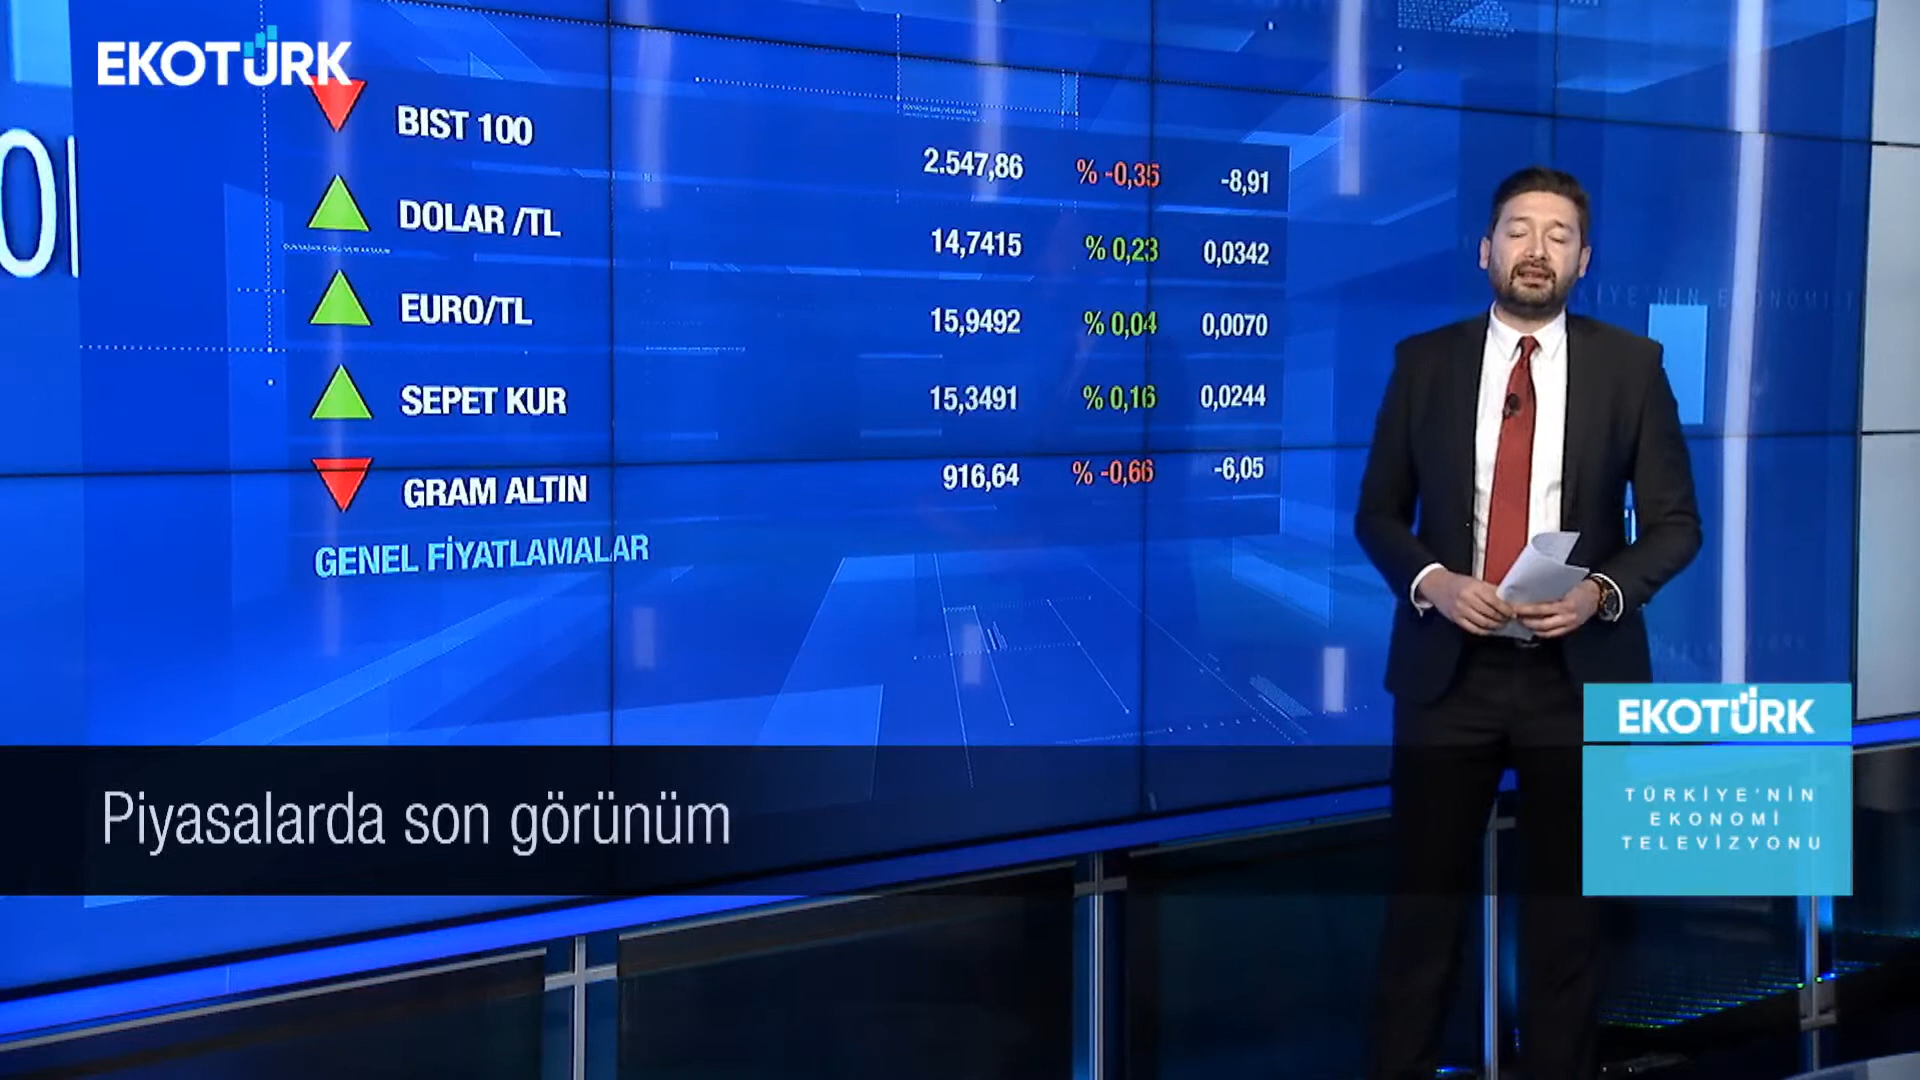 EKOTÜRK
BIST 100 2.547,86 % -0,35 -8,91
DOLAR /TL 14,7415 % 0,23 0,0342
EURO/TL 15,9492 % 0,04 0,0070
SEPET KUR 15,3491 % 0,16 0,0244
GRAM ALTIN 916,64 % -0,66 -6,05
GENEL FİYATLAMALAR
Piyasalarda son görünüm
EKOTÜRK
TÜRKİYE'NİN
EKONOMİ
TELEVİZYONU